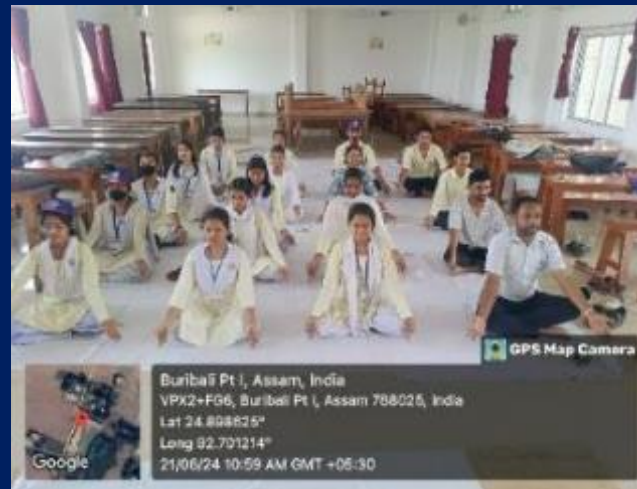 GPS Map Camera
Buribali Pt I, Assam, India
VPX2+FG6, Buribali Pt I, Assam 788025, India
Lat 24.898625°
Long 92.701214°
21/06/24 10:59 AM GMT +05:30
Google